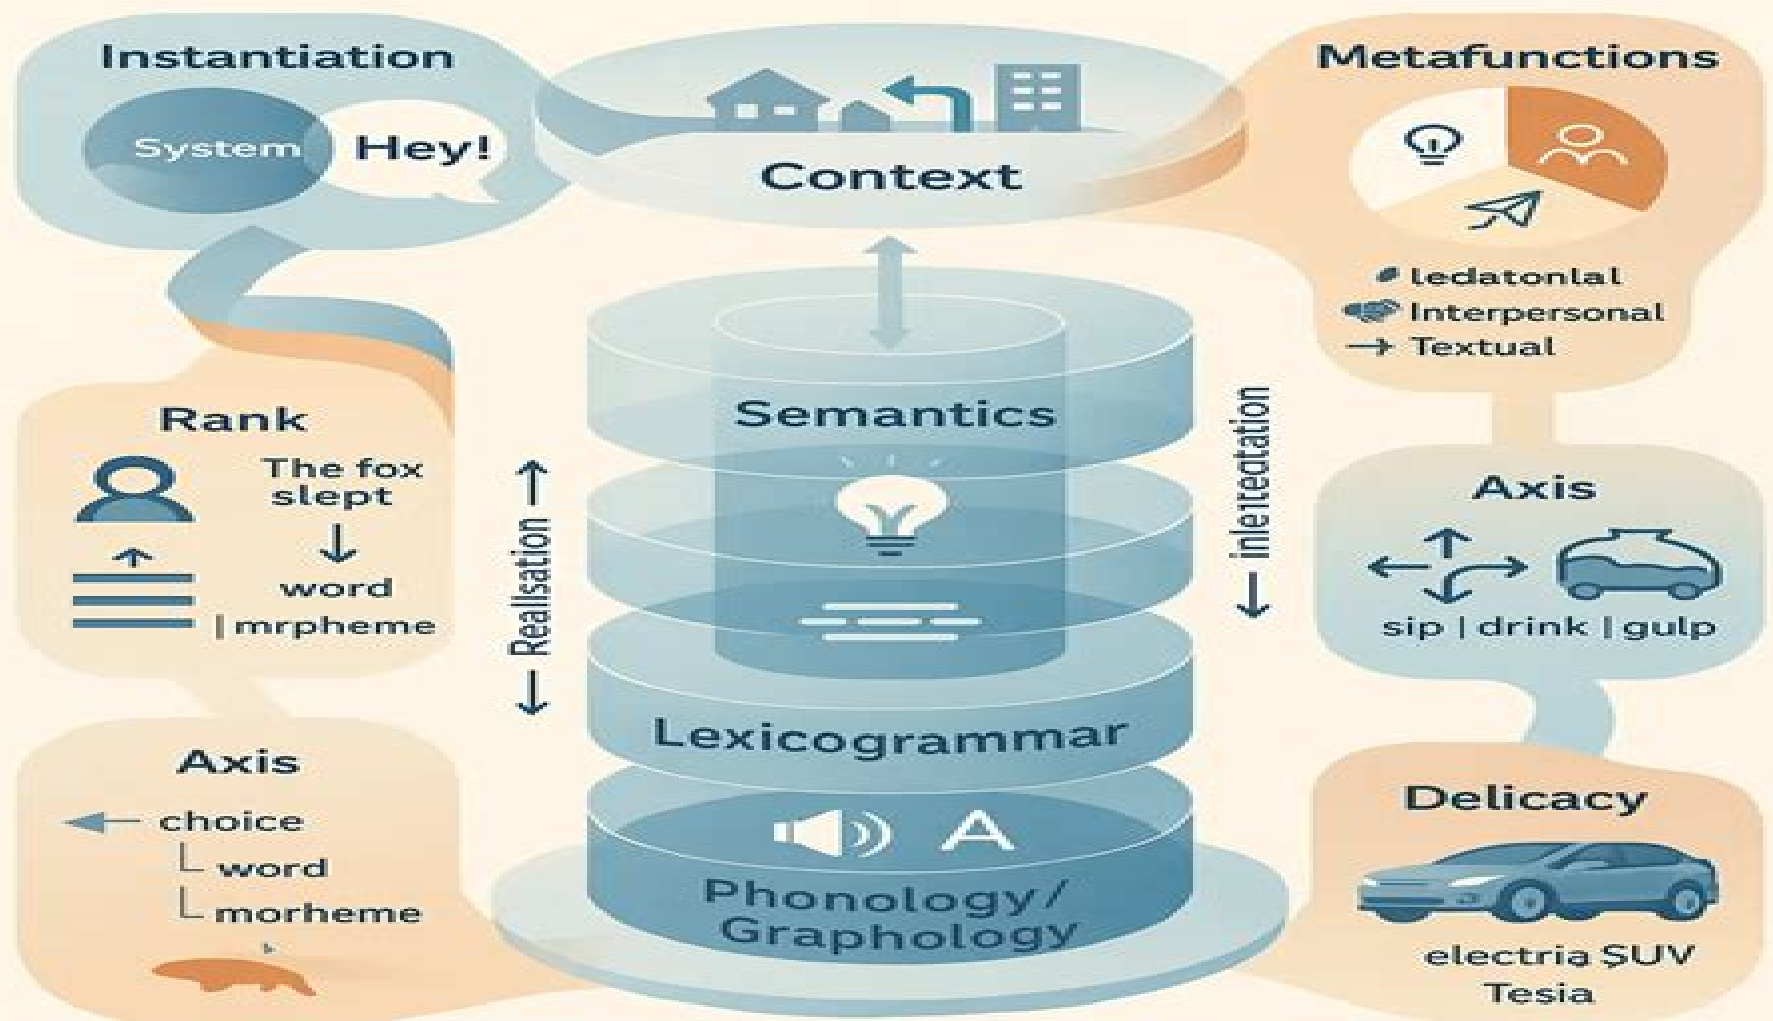 Instantiation
System
Hey!
Context
Metafunctions
ledatonlal
Interpersonal
Textual
Rank
The fox
slept
word
| mrpheme
← Realisation →
Semantics
← inleteatation
Axis
sip | drink | gulp
Lexicogrammar
Axis
choice
word
morheme
A
Phonology/
Graphology
Delicacy
electria SUV
Tesia